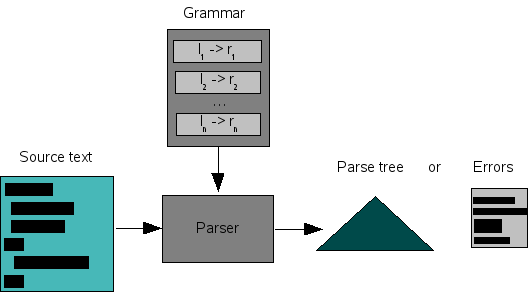 Grammar
l1 -> r1
l2 -> r2
...
ln -> rn
Source text
Parser
Parse tree or Errors